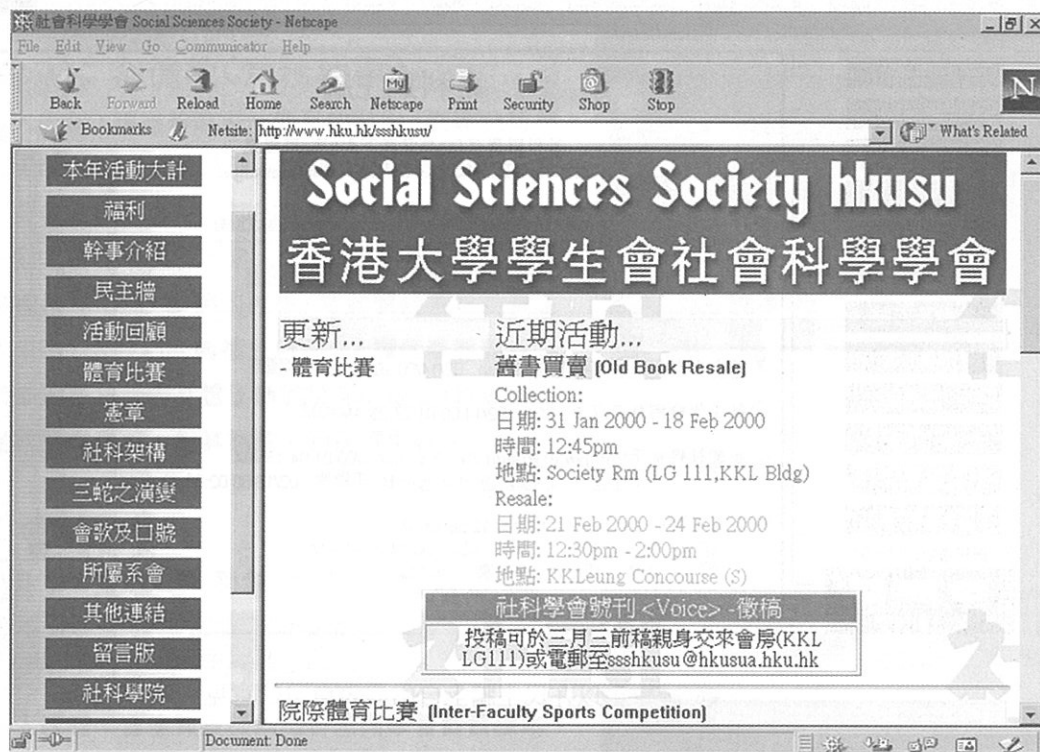 社會科學學會 Social Sciences Society - Netscape
File Edit View Go Communicator Help
Back Forward Reload Home Search Netscape Print Security Shop Stop
My
N
Bookmarks Netsite: http://www.hku.hk/ssshkusu/ What's Related
本年活動大計
福利
幹事介紹
民主牆
活動回顧
體育比賽
憲章
社科架構
三蛇之演變
會歌及口號
所屬系會
其他連結
留言版
社科學院
Social Sciences Society hkusu
香港大學學生會社會科學學會
更新...
- 體育比賽
近期活動...
舊書買賣 (Old Book Resale)
Collection:
日期: 31 Jan 2000 - 18 Feb 2000
時間: 12:45pm
地點: Society Rm (LG 111,KKL Bldg)
Resale:
日期: 21 Feb 2000 - 24 Feb 2000
時間: 12:30pm - 2:00pm
地點: KKLeung Concourse (S)
社科學會號刊 <Voice> -徵稿
投稿可於三月三前稿親身交來會房(KKL
LG111)或電郵至ssshkusu@hkusua.hku.hk
院際體育比賽 (Inter-Faculty Sports Competition)
Document: Done